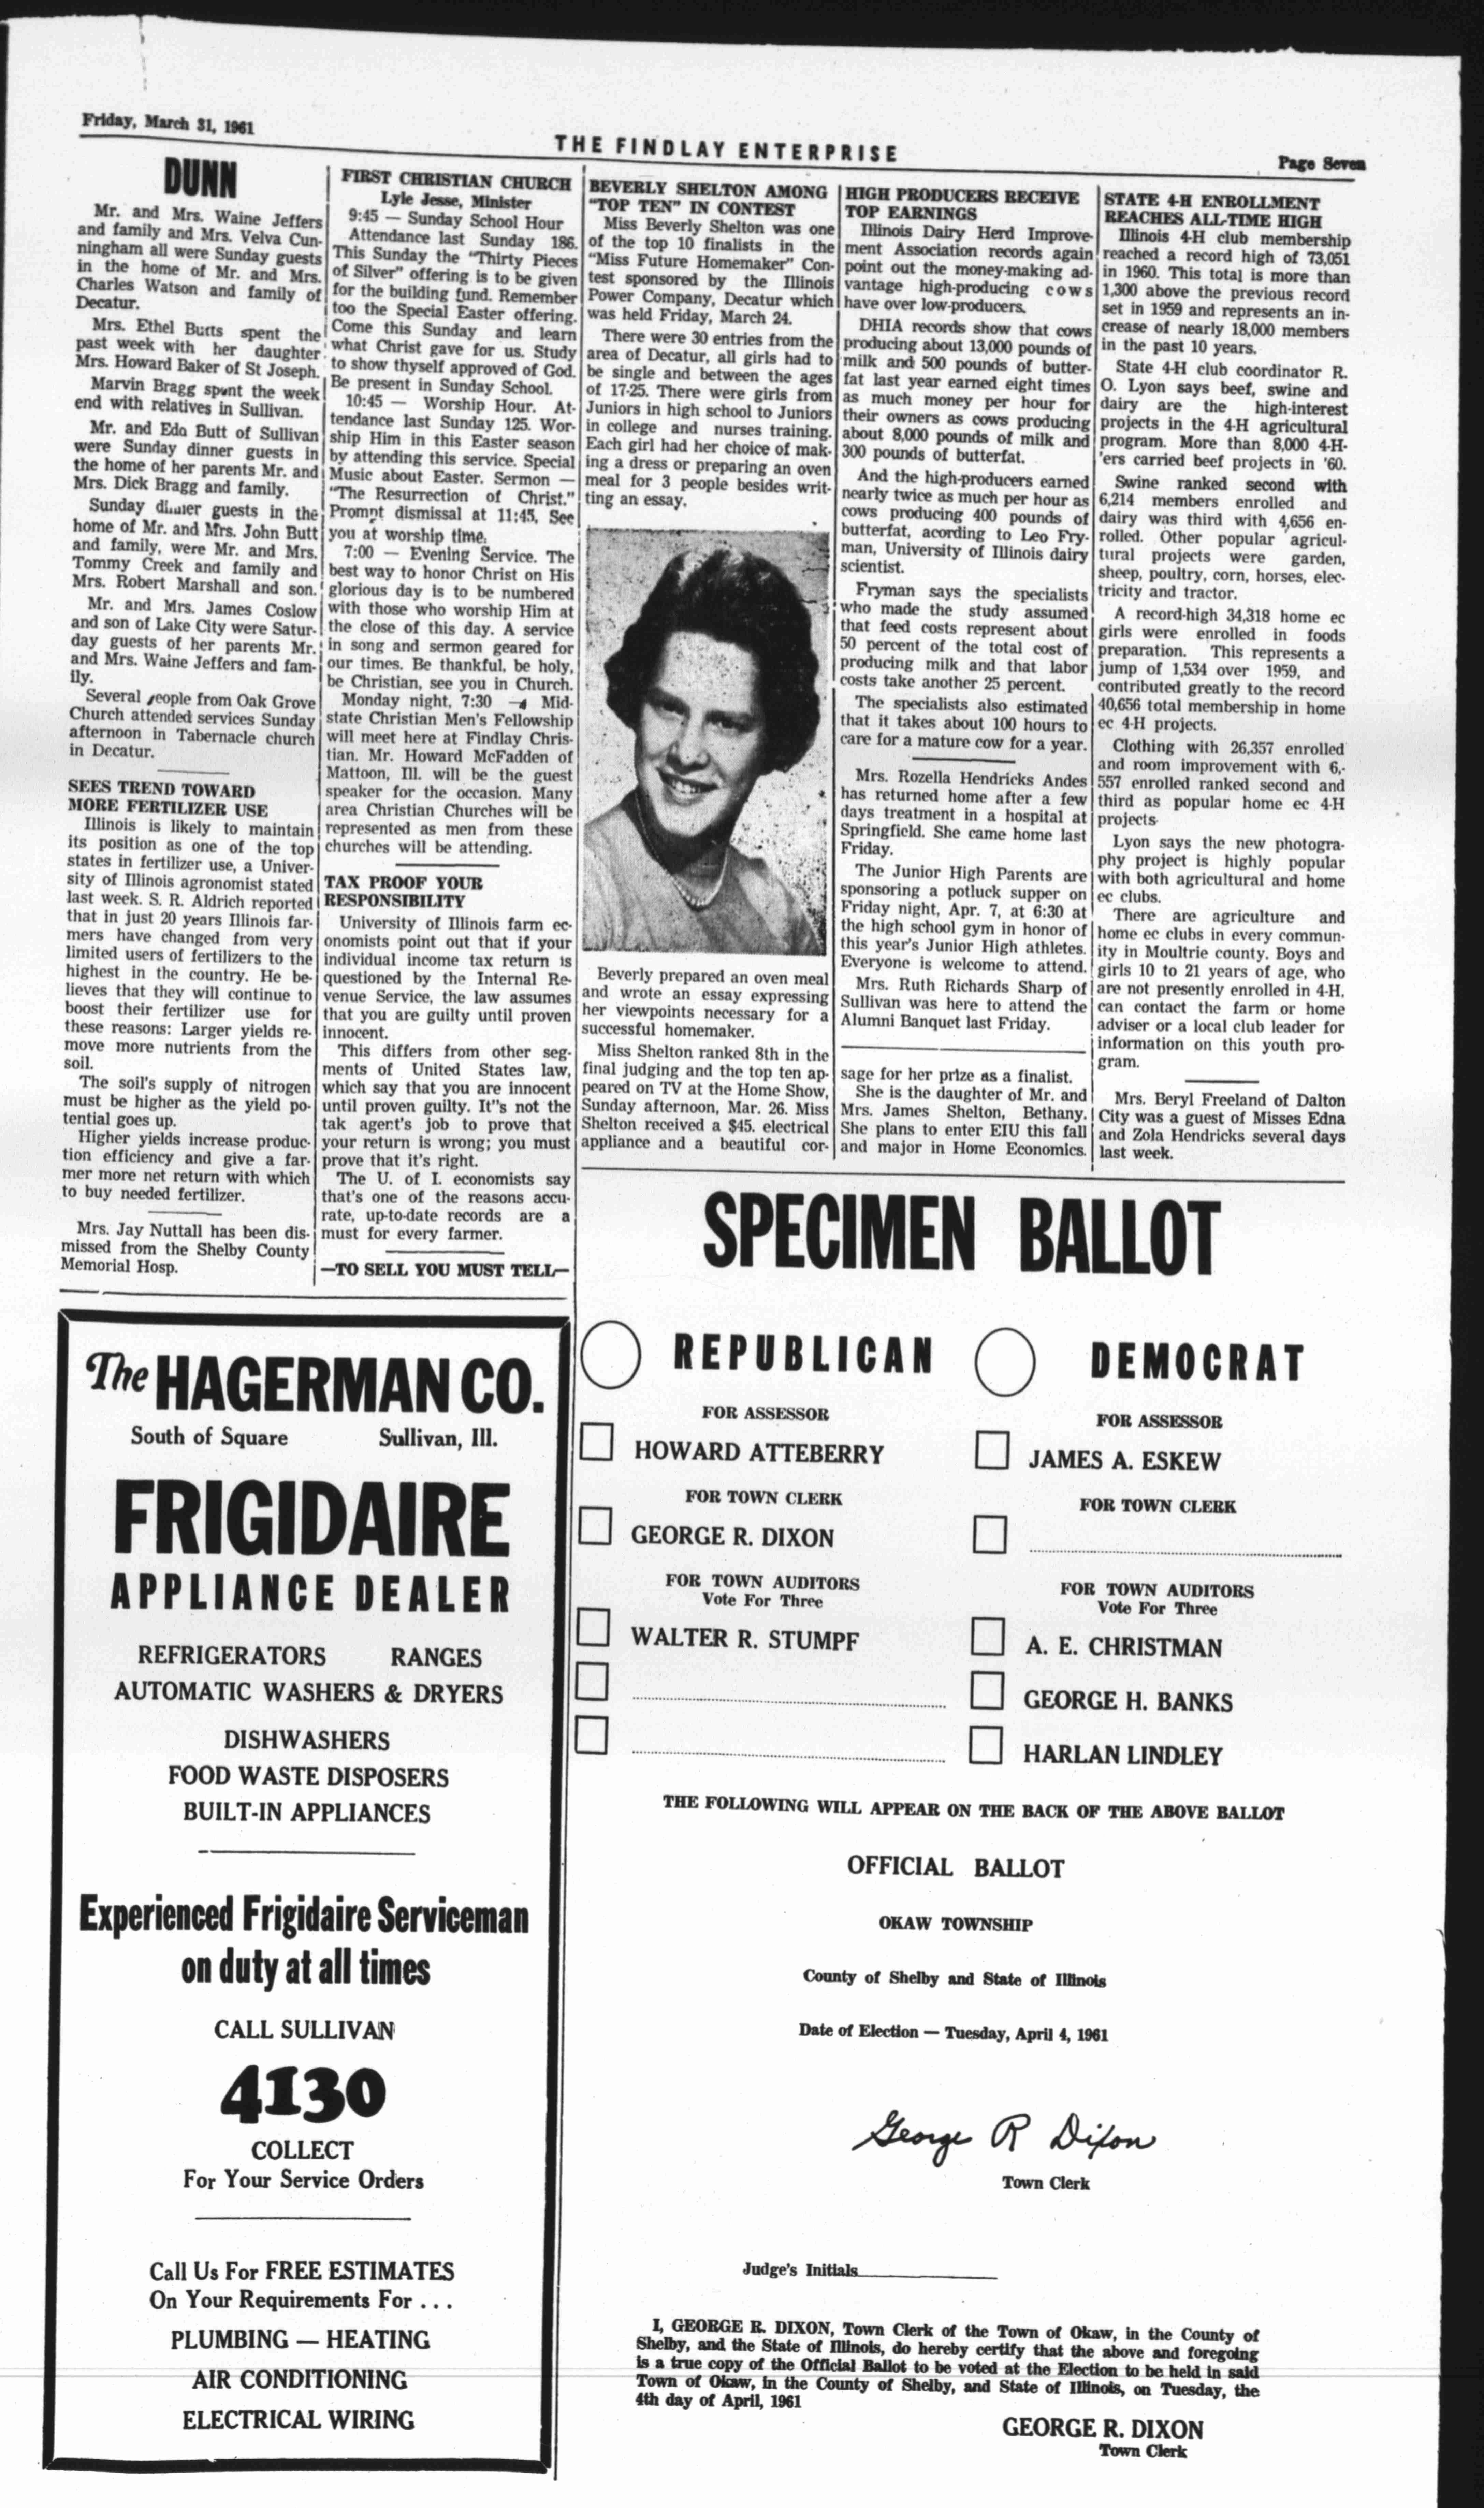 Friday, March 31, 1961
THE FINDLAY ENTERPRISE
Page Seven
DUNN
Mr. and Mrs. Waine Jeffers
and family and Mrs. Velva Cun-
ningham all were Sunday guests
in the home of Mr. and Mrs.
Charles Watson and family of
Decatur.
Mrs. Ethel Butts spent the
past week with her daughter
Mrs. Howard Baker of St Joseph.
Marvin Bragg spent the week
end with relatives in Sullivan.
Mr. and Edo Butt of Sullivan
were Sunday dinner guests in
the home of her parents Mr. and
Mrs. Dick Bragg and family.
Sunday dinner guests in the
home of Mr. and Mrs. John Butt
and family, were Mr. and Mrs.
Tommy Creek and family and
Mrs. Robert Marshall and son.
Mr. and Mrs. James Coslow
and son of Lake City were Satur-
day guests of her parents Mr.
and Mrs. Waine Jeffers and fam-
ily.
Several people from Oak Grove
Church attended services Sunday
afternoon in Tabernacle church
in Decatur.
SEES TREND TOWARD
MORE FERTILIZER USE
Illinois is likely to maintain
its position as one of the top
states in fertilizer use, a Univer-
sity of Illinois agronomist stated
last week. S. R. Aldrich reported
that in just 20 years Illinois far-
mers have changed from very
limited users of fertilizers to the
highest in the country. He be-
lieves that they will continue to
boost their fertilizer use for
these reasons: Larger yields re-
move more nutrients from the
soil.
The soil's supply of nitrogen
must be higher as the yield po-
tential goes up.
Higher yields increase produc-
tion efficiency and give a far-
mer more net return with which
to buy needed fertilizer.
Mrs. Jay Nuttall has been dis-
missed from the Shelby County
Memorial Hosp.
FIRST CHRISTIAN CHURCH
Lyle Jesse, Minister
9:45 — Sunday School Hour
Attendance last Sunday 186.
This Sunday the "Thirty Pieces
of Silver" offering is to be given
for the building fund. Remember
too the Special Easter offering.
Come this Sunday and learn
what Christ gave for us. Study
to show thyself approved of God.
Be present in Sunday School.
10:45 — Worship Hour. At-
tendance last Sunday 125. Wor-
ship Him in this Easter season
by attending this service. Special
Music about Easter. Sermon —
"The Resurrection of Christ."
Prompt dismissal at 11:45. See
you at worship time.
7:00 — Evening Service. The
best way to honor Christ on His
glorious day is to be numbered
with those who worship Him at
the close of this day. A service
in song and sermon geared for
our times. Be thankful, be holy,
be Christian, see you in Church.
Monday night, 7:30 — Mid-
state Christian Men's Fellowship
will meet here at Findlay Chris-
tian. Mr. Howard McFadden of
Mattoon, Ill. will be the guest
speaker for the occasion. Many
area Christian Churches will be
represented as men from these
churches will be attending.
TAX PROOF YOUR
RESPONSIBILITY
University of Illinois farm ec-
onomists point out that if your
individual income tax return is
questioned by the Internal Re-
venue Service, the law assumes
that you are guilty until proven
innocent.
This differs from other seg-
ments of United States law,
which say that you are innocent
until proven guilty. It"s not the
tak agent's job to prove that
your return is wrong; you must
prove that it's right.
The U. of I. economists say
that's one of the reasons accu-
rate, up-to-date records are a
must for every farmer.
—TO SELL YOU MUST TELL—
BEVERLY SHELTON AMONG
"TOP TEN" IN CONTEST
Miss Beverly Shelton was one
of the top 10 finalists in the
"Miss Future Homemaker" Con-
test sponsored by the Illinois
Power Company, Decatur which
was held Friday, March 24.
There were 30 entries from the
area of Decatur, all girls had to
be single and between the ages
of 17-25. There were girls from
Juniors in high school to Juniors
in college and nurses training.
Each girl had her choice of mak-
ing a dress or preparing an oven
meal for 3 people besides writ-
ting an essay.
Beverly prepared an oven meal
and wrote an essay expressing
her viewpoints necessary for a
successful homemaker.
Miss Shelton ranked 8th in the
final judging and the top ten ap-
peared on TV at the Home Show,
Sunday afternoon, Mar. 26. Miss
Shelton received a $45. electrical
appliance and a beautiful cor-
HIGH PRODUCERS RECEIVE
TOP EARNINGS
Illinois Dairy Herd Improve-
ment Association records again
point out the money-making ad-
vantage high-producing cows
have over low-producers.
DHIA records show that cows
producing about 13,000 pounds of
milk and 500 pounds of butter-
fat last year earned eight times
as much money per hour for
their owners as cows producing
about 8,000 pounds of milk and
300 pounds of butterfat.
And the high-producers earned
nearly twice as much per hour as
cows producing 400 pounds of
butterfat, acording to Leo Fry-
man, University of Illinois dairy
scientist.
Fryman says the specialists
who made the study assumed
that feed costs represent about
50 percent of the total cost of
producing milk and that labor
costs take another 25 percent.
The specialists also estimated
that it takes about 100 hours to
care for a mature cow for a year.
Mrs. Rozella Hendricks Andes
has returned home after a few
days treatment in a hospital at
Springfield. She came home last
Friday.
The Junior High Parents are
sponsoring a potluck supper on
Friday night, Apr. 7, at 6:30 at
the high school gym in honor of
this year's Junior High athletes.
Everyone is welcome to attend.
Mrs. Ruth Richards Sharp of
Sullivan was here to attend the
Alumni Banquet last Friday.
sage for her prize as a finalist.
She is the daughter of Mr. and
Mrs. James Shelton, Bethany.
She plans to enter EIU this fall
and major in Home Economics.
STATE 4-H ENROLLMENT
REACHES ALL-TIME HIGH
Illinois 4-H club membership
reached a record high of 73,051
in 1960. This total is more than
1,300 above the previous record
set in 1959 and represents an in-
crease of nearly 18,000 members
in the past 10 years.
State 4-H club coordinator R.
O. Lyon says beef, swine and
dairy are the high-interest
projects in the 4-H agricultural
program. More than 8,000 4-H-
'ers carried beef projects in '60.
Swine ranked second with
6,214 members enrolled and
dairy was third with 4,656 en-
rolled. Other popular agricul-
tural projects were garden,
sheep, poultry, corn, horses, elec-
tricity and tractor.
A record-high 34,318 home ec
girls were enrolled in foods
preparation. This represents a
jump of 1,534 over 1959, and
contributed greatly to the record
40,656 total membership in home
ec 4-H projects.
Clothing with 26,357 enrolled
and room improvement with 6,-
557 enrolled ranked second and
third as popular home ec 4-H
projects
Lyon says the new photogra-
phy project is highly popular
with both agricultural and home
ec clubs.
There are agriculture and
home ec clubs in every commun-
ity in Moultrie county. Boys and
girls 10 to 21 years of age, who
are not presently enrolled in 4-H,
can contact the farm or home
adviser or a local club leader for
information on this youth pro-
gram.
Mrs. Beryl Freeland of Dalton
City was a guest of Misses Edna
and Zola Hendricks several days
last week.
The HAGERMAN CO.
South of Square Sullivan, Ill.
FRIGIDAIRE
APPLIANCE DEALER
REFRIGERATORS RANGES
AUTOMATIC WASHERS & DRYERS
DISHWASHERS
FOOD WASTE DISPOSERS
BUILT-IN APPLIANCES
Experienced Frigidaire Serviceman
on duty at all times
CALL SULLIVAN
4130
COLLECT
For Your Service Orders
Call Us For FREE ESTIMATES
On Your Requirements For . . .
PLUMBING — HEATING
AIR CONDITIONING
ELECTRICAL WIRING
SPECIMEN BALLOT
REPUBLICAN
FOR ASSESSOR
HOWARD ATTEBERRY
FOR TOWN CLERK
GEORGE R. DIXON
FOR TOWN AUDITORS
Vote For Three
WALTER R. STUMPF
DEMOCRAT
FOR ASSESSOR
JAMES A. ESKEW
FOR TOWN CLERK
FOR TOWN AUDITORS
Vote For Three
A. E. CHRISTMAN
GEORGE H. BANKS
HARLAN LINDLEY
THE FOLLOWING WILL APPEAR ON THE BACK OF THE ABOVE BALLOT
OFFICIAL BALLOT
OKAW TOWNSHIP
County of Shelby and State of Illinois
Date of Election — Tuesday, April 4, 1961
George R Dixon
Town Clerk
Judge's Initials
I, GEORGE R. DIXON, Town Clerk of the Town of Okaw, in the County of
Shelby, and the State of Illinois, do hereby certify that the above and foregoing
is a true copy of the Official Ballot to be voted at the Election to be held in said
Town of Okaw, in the County of Shelby, and State of Illinois, on Tuesday, the
4th day of April, 1961
GEORGE R. DIXON
Town Clerk